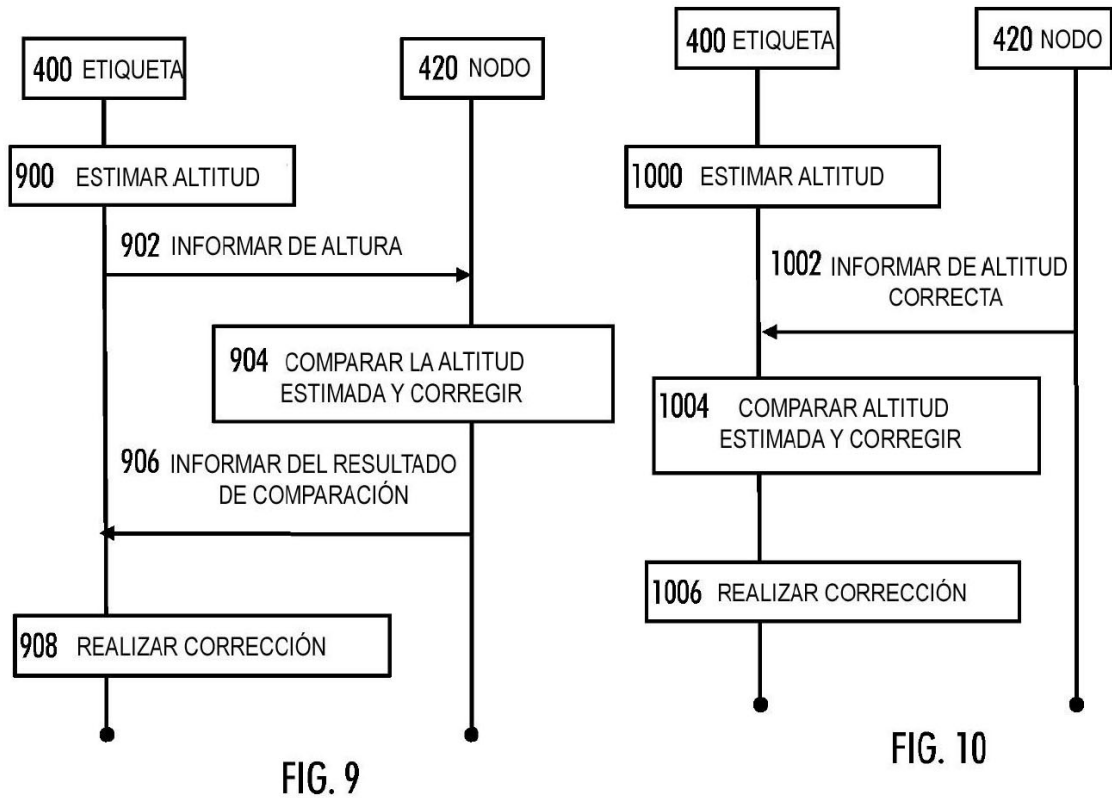 400 ETIQUETA
420 NODO
900 ESTIMAR ALTITUD
902 INFORMAR DE ALTURA
904 COMPARAR LA ALTITUD
ESTIMADA Y CORREGIR
906 INFORMAR DEL RESULTADO
DE COMPARACIÓN
908 REALIZAR CORRECCIÓN
FIG. 9
400 ETIQUETA
420 NODO
1000 ESTIMAR ALTITUD
1002 INFORMAR DE ALTITUD
CORRECTA
1004 COMPARAR ALTITUD
ESTIMADA Y CORREGIR
1006 REALIZAR CORRECCIÓN
FIG. 10